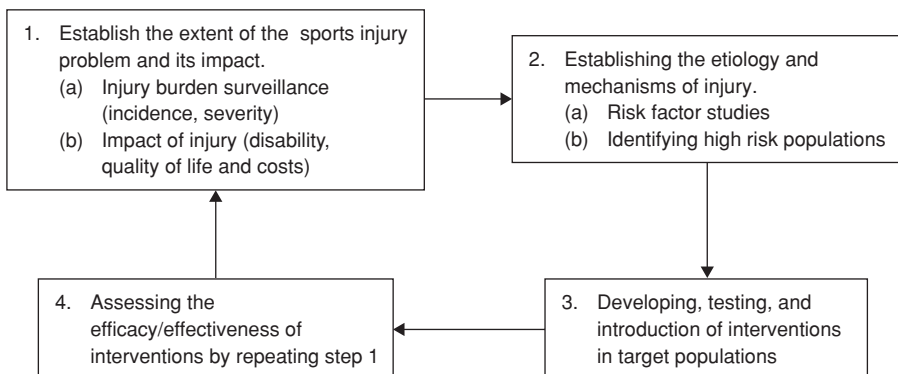 1. Establish the extent of the sports injury
problem and its impact.
(a) Injury burden surveillance
(incidence, severity)
(b) Impact of injury (disability,
quality of life and costs)
2. Establishing the etiology and
mechanisms of injury.
(a) Risk factor studies
(b) Identifying high risk populations
3. Developing, testing, and
introduction of interventions
in target populations
4. Assessing the
efficacy/effectiveness of
interventions by repeating step 1